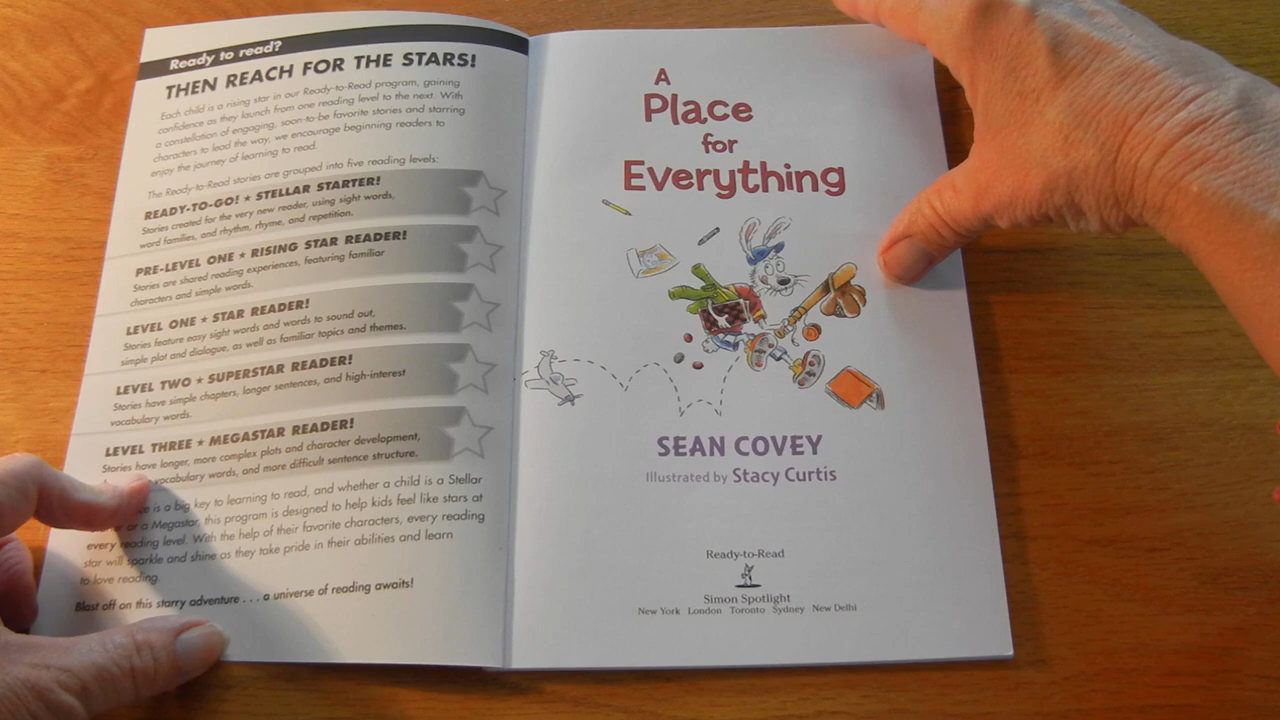 Ready to read?
THEN REACH FOR THE STARS!
Each child is a rising star in our Ready-to-Read program, gaining
confidence as they launch from one reading level to the next. With
a constellation of engaging, soon-to-be favorite stories and starring
characters to lead the way, we encourage beginning readers to
enjoy the journey of learning to read.
The Ready-to-Read stories are grouped into five reading levels:
READY-TO-GO! ★ STELLAR STARTER!
Stories created for the very new reader, using sight words,
word families, and rhythm, rhyme, and repetition.
PRE-LEVEL ONE ★ RISING STAR READER!
Stories are shared reading experiences, featuring familiar
characters and simple words.
LEVEL ONE ★ STAR READER!
Stories feature easy sight words and words to sound out,
simple plot and dialogue, as well as familiar topics and themes.
LEVEL TWO ★ SUPERSTAR READER!
Stories have simple chapters, longer sentences, and high-interest
vocabulary words.
LEVEL THREE ★ MEGASTAR READER!
Stories have longer, more complex plots and character development,
vocabulary words, and more difficult sentence structure.
is a big key to learning to read, and whether a child is a Stellar
or a Megastar, this program is designed to help kids feel like stars at
every reading level. With the help of their favorite characters, every reading
star will sparkle and shine as they take pride in their abilities and learn
to love reading.
Blast off on this starry adventure . . . a universe of reading awaits!
A
Place
for
Everything
SEAN COVEY
Illustrated by Stacy Curtis
Ready-to-Read
Simon Spotlight
New York London Toronto Sydney New Delhi